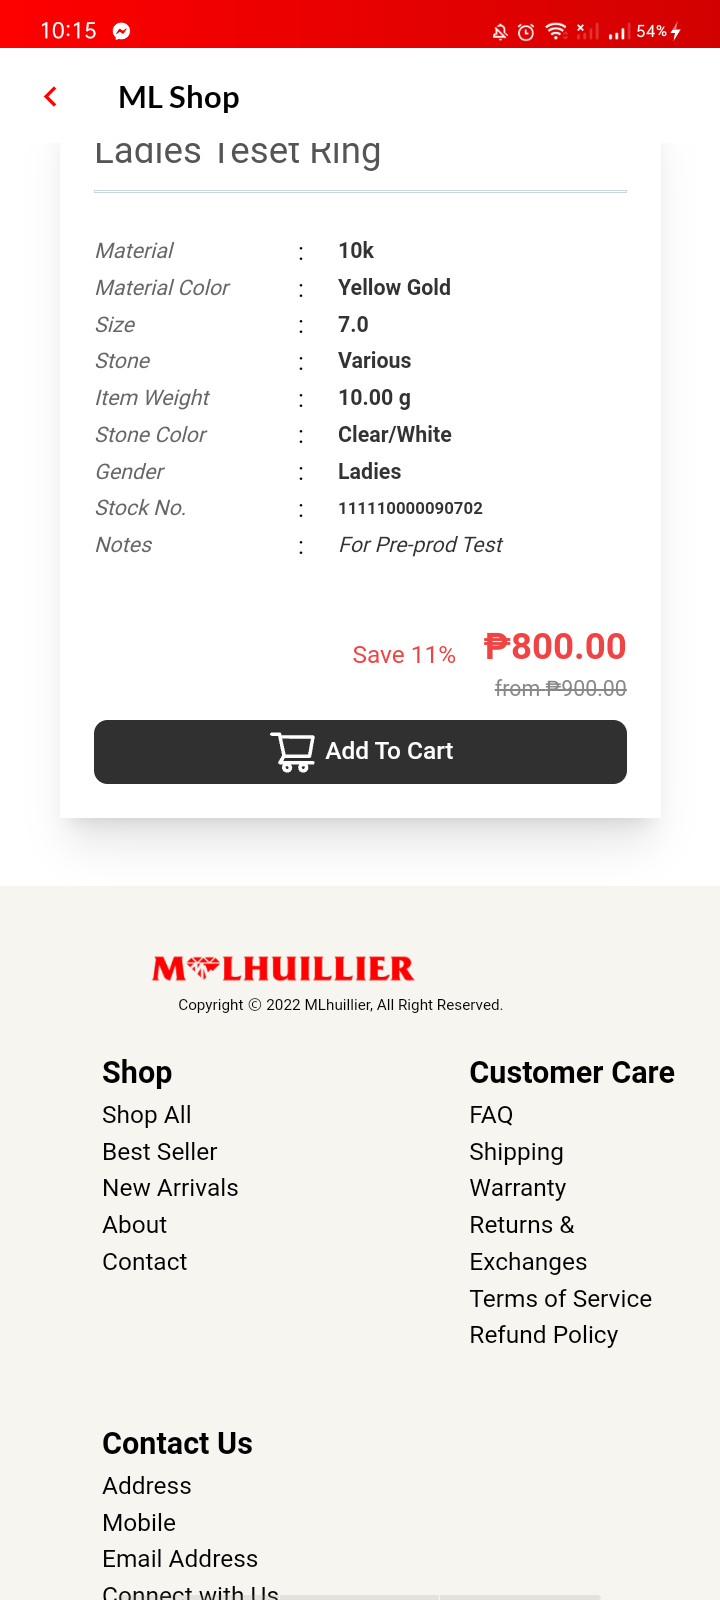 10:15
54%
ML Shop
Ladies Teset Ring
Material : 10k
Material Color : Yellow Gold
Size : 7.0
Stone : Various
Item Weight : 10.00 g
Stone Color : Clear/White
Gender : Ladies
Stock No. : 111110000090702
Notes : For Pre-prod Test
Save 11% ₱800.00
from ₱900.00
Add To Cart
MLHUILLIER
Copyright © 2022 MLhuillier, All Right Reserved.
Shop
Shop All
Best Seller
New Arrivals
About
Contact
Customer Care
FAQ
Shipping
Warranty
Returns &
Exchanges
Terms of Service
Refund Policy
Contact Us
Address
Mobile
Email Address
Connect with Us